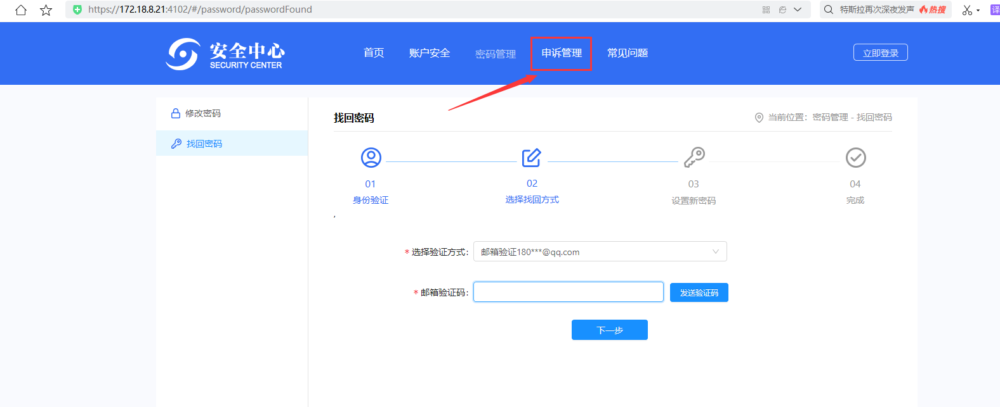 https://172.18.8.21:4102/#/password/passwordFound
特斯拉再次深夜发声
热搜
译
安全中心
SECURITY CENTER
首页
账户安全
密码管理
申诉管理
常见问题
立即登录
修改密码
找回密码
找回密码
当前位置：密码管理 - 找回密码
01
02
03
04
身份验证
选择找回方式
设置新密码
完成
,
* 选择验证方式：
邮箱验证180***@qq.com
* 邮箱验证码：
发送验证码
下一步